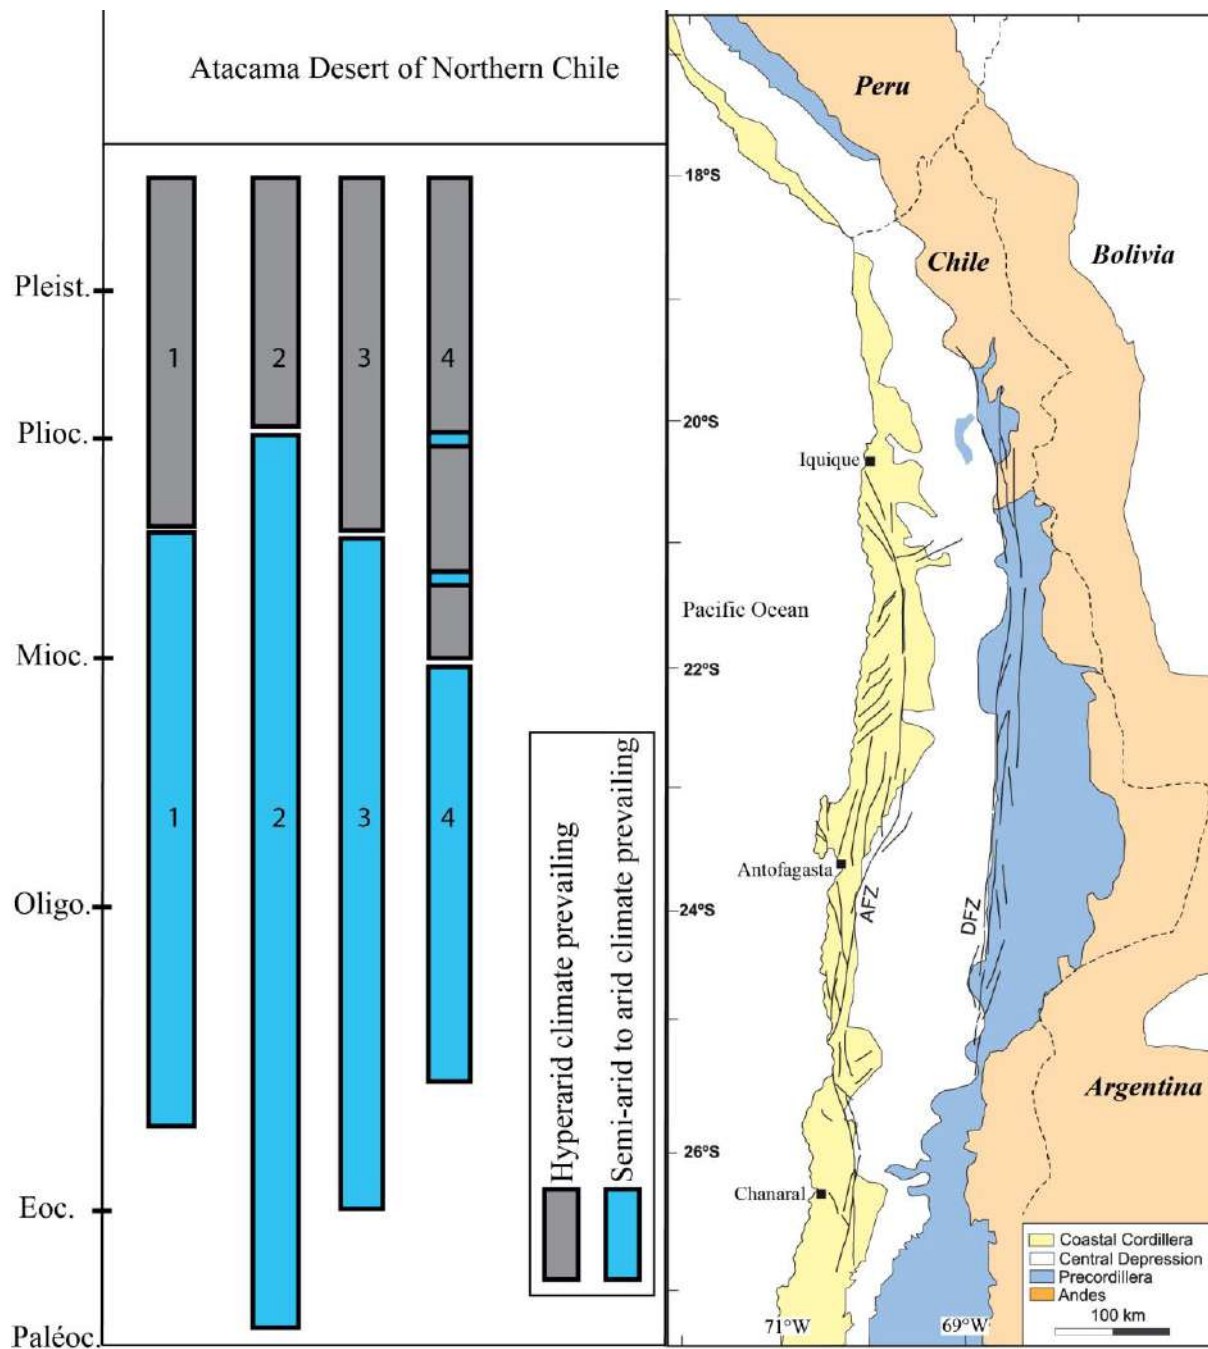 Atacama Desert of Northern Chile
Pleist.
Plioc.
Mioc.
Oligo.
Eoc.
Paléoc.
1
2
3
4
1
2
3
4
Hyperarid climate prevailing
Semi-arid to arid climate prevailing
18°S
20°S
22°S
24°S
26°S
Peru
Chile
Bolivia
Iquique
Pacific Ocean
Antofagasta
AFZ
DFZ
Argentina
Chanaral
71°W
69°W
Coastal Cordillera
Central Depression
Precordillera
Andes
100 km